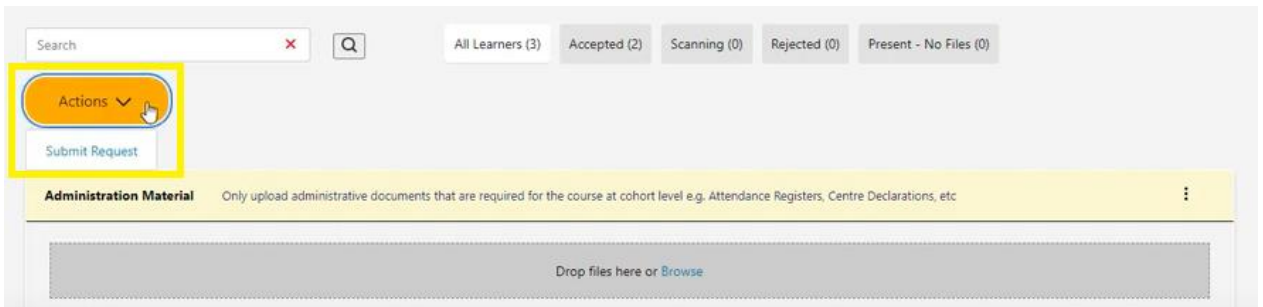 Search
All Learners (3)
Accepted (2)
Scanning (0)
Rejected (0)
Present - No Files (0)
Actions
Submit Request
Administration Material
Only upload administrative documents that are required for the course at cohort level e.g. Attendance Registers, Centre Declarations, etc
Drop files here or Browse